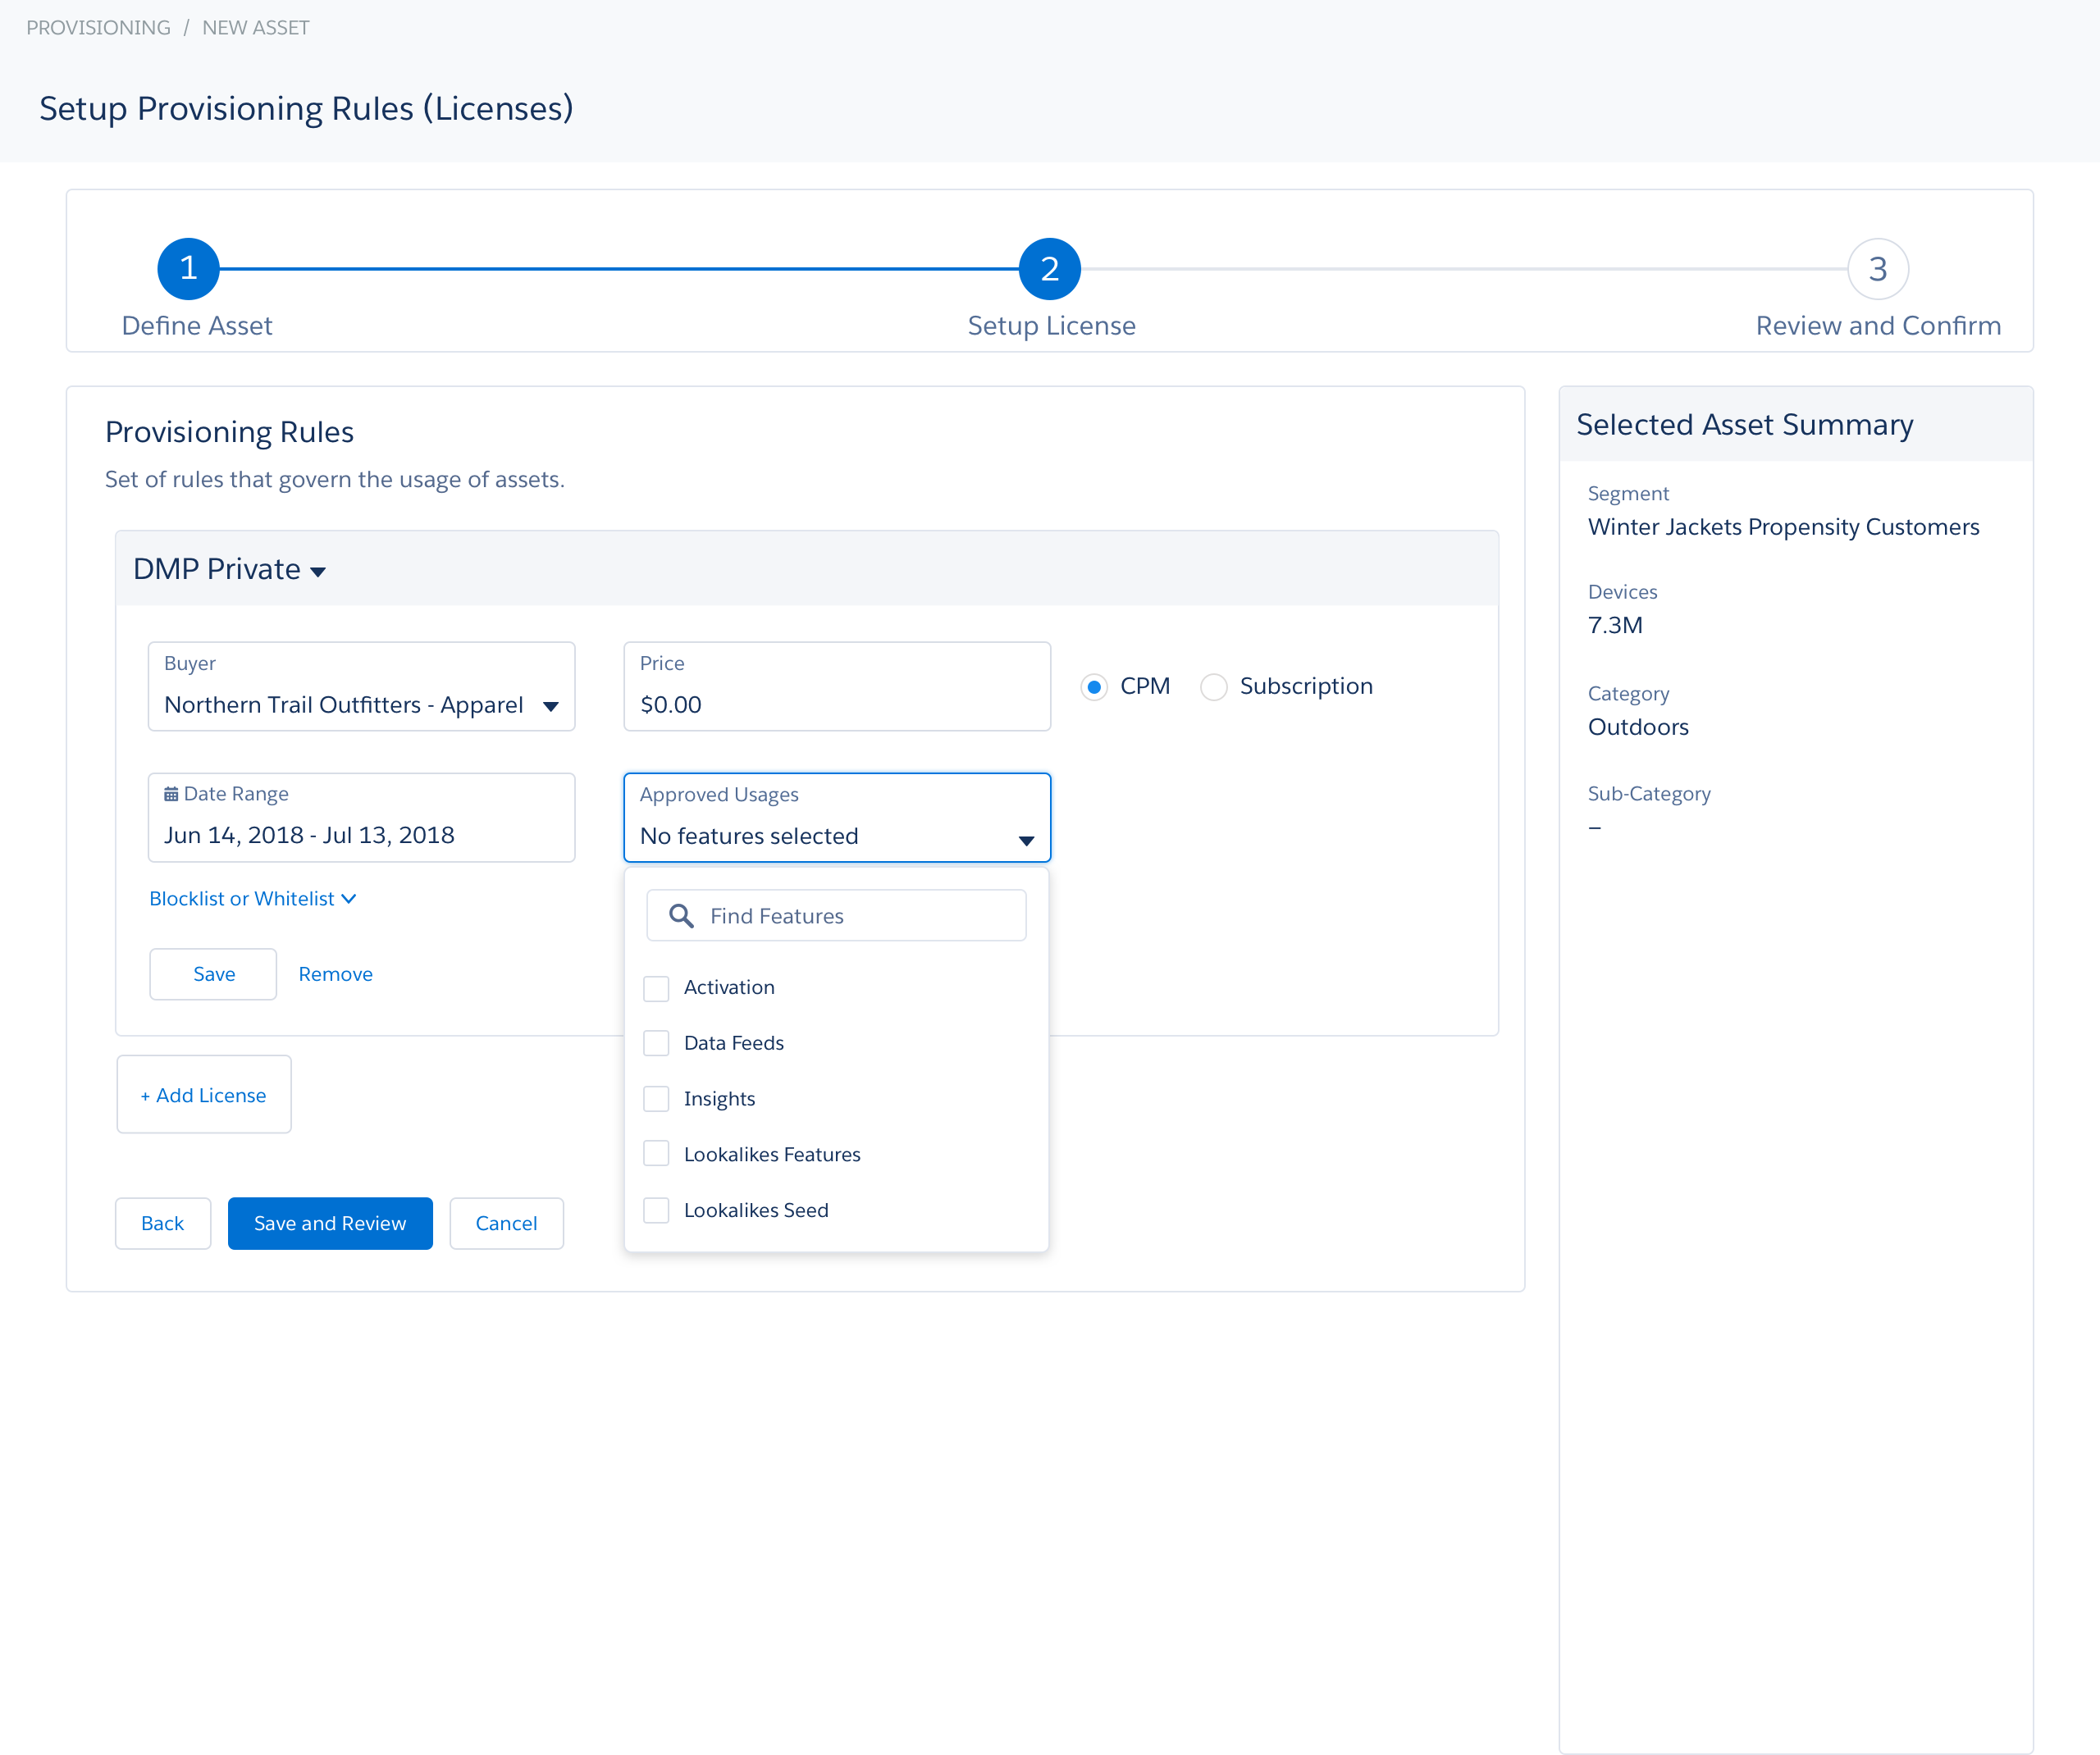 PROVISIONING / NEW ASSET
Setup Provisioning Rules (Licenses)
1
2
3
Define Asset
Setup License
Review and Confirm
Provisioning Rules
Set of rules that govern the usage of assets.
DMP Private
Buyer
Northern Trail Outfitters - Apparel
Price
$0.00
CPM
Subscription
Date Range
Jun 14, 2018 - Jul 13, 2018
Approved Usages
No features selected
Blocklist or Whitelist
Find Features
Save
Remove
Activation
Data Feeds
Insights
Lookalikes Features
Lookalikes Seed
+ Add License
Back
Save and Review
Cancel
Selected Asset Summary
Segment
Winter Jackets Propensity Customers
Devices
7.3M
Category
Outdoors
Sub-Category
–